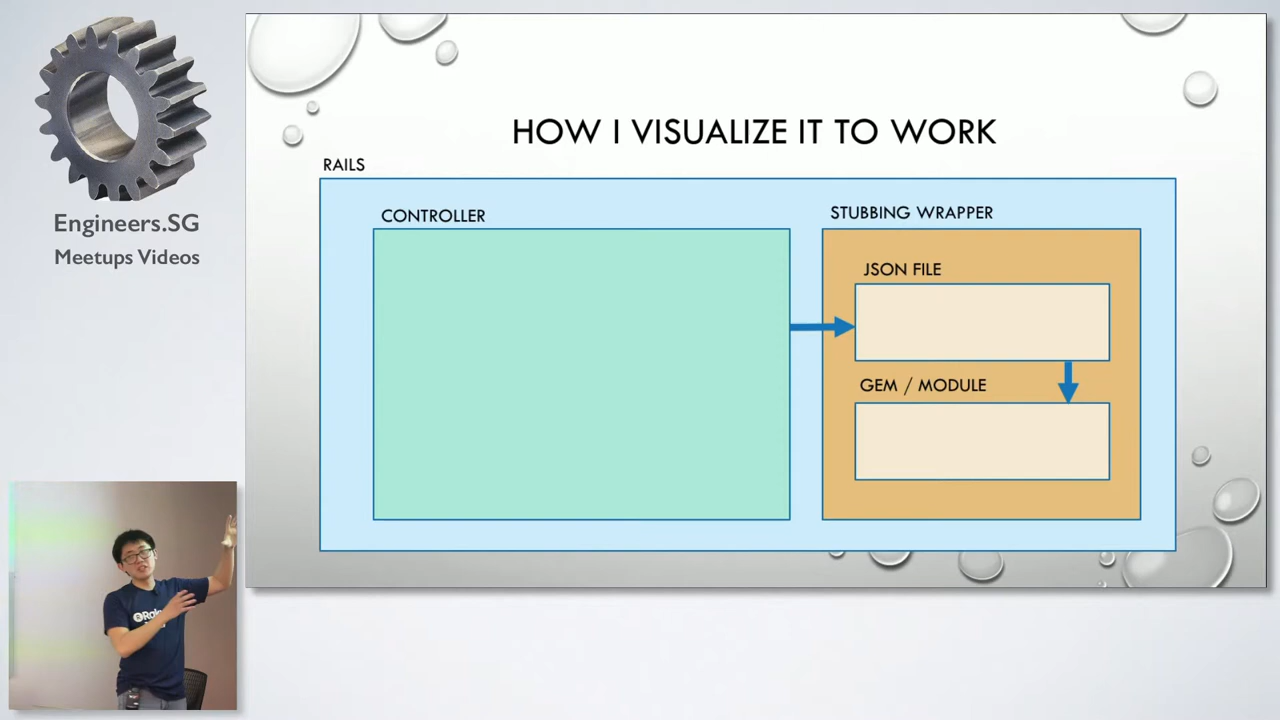 Engineers.SG
Meetups Videos
HOW I VISUALIZE IT TO WORK
RAILS
CONTROLLER
STUBBING WRAPPER
JSON FILE
GEM / MODULE